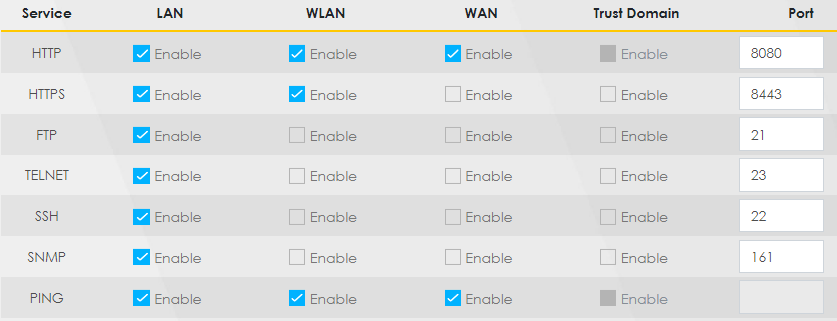 Service LAN WLAN WAN Trust Domain Port
HTTP Enable Enable Enable Enable 8080
HTTPS Enable Enable Enable Enable 8443
FTP Enable Enable Enable Enable 21
TELNET Enable Enable Enable Enable 23
SSH Enable Enable Enable Enable 22
SNMP Enable Enable Enable Enable 161
PING Enable Enable Enable Enable